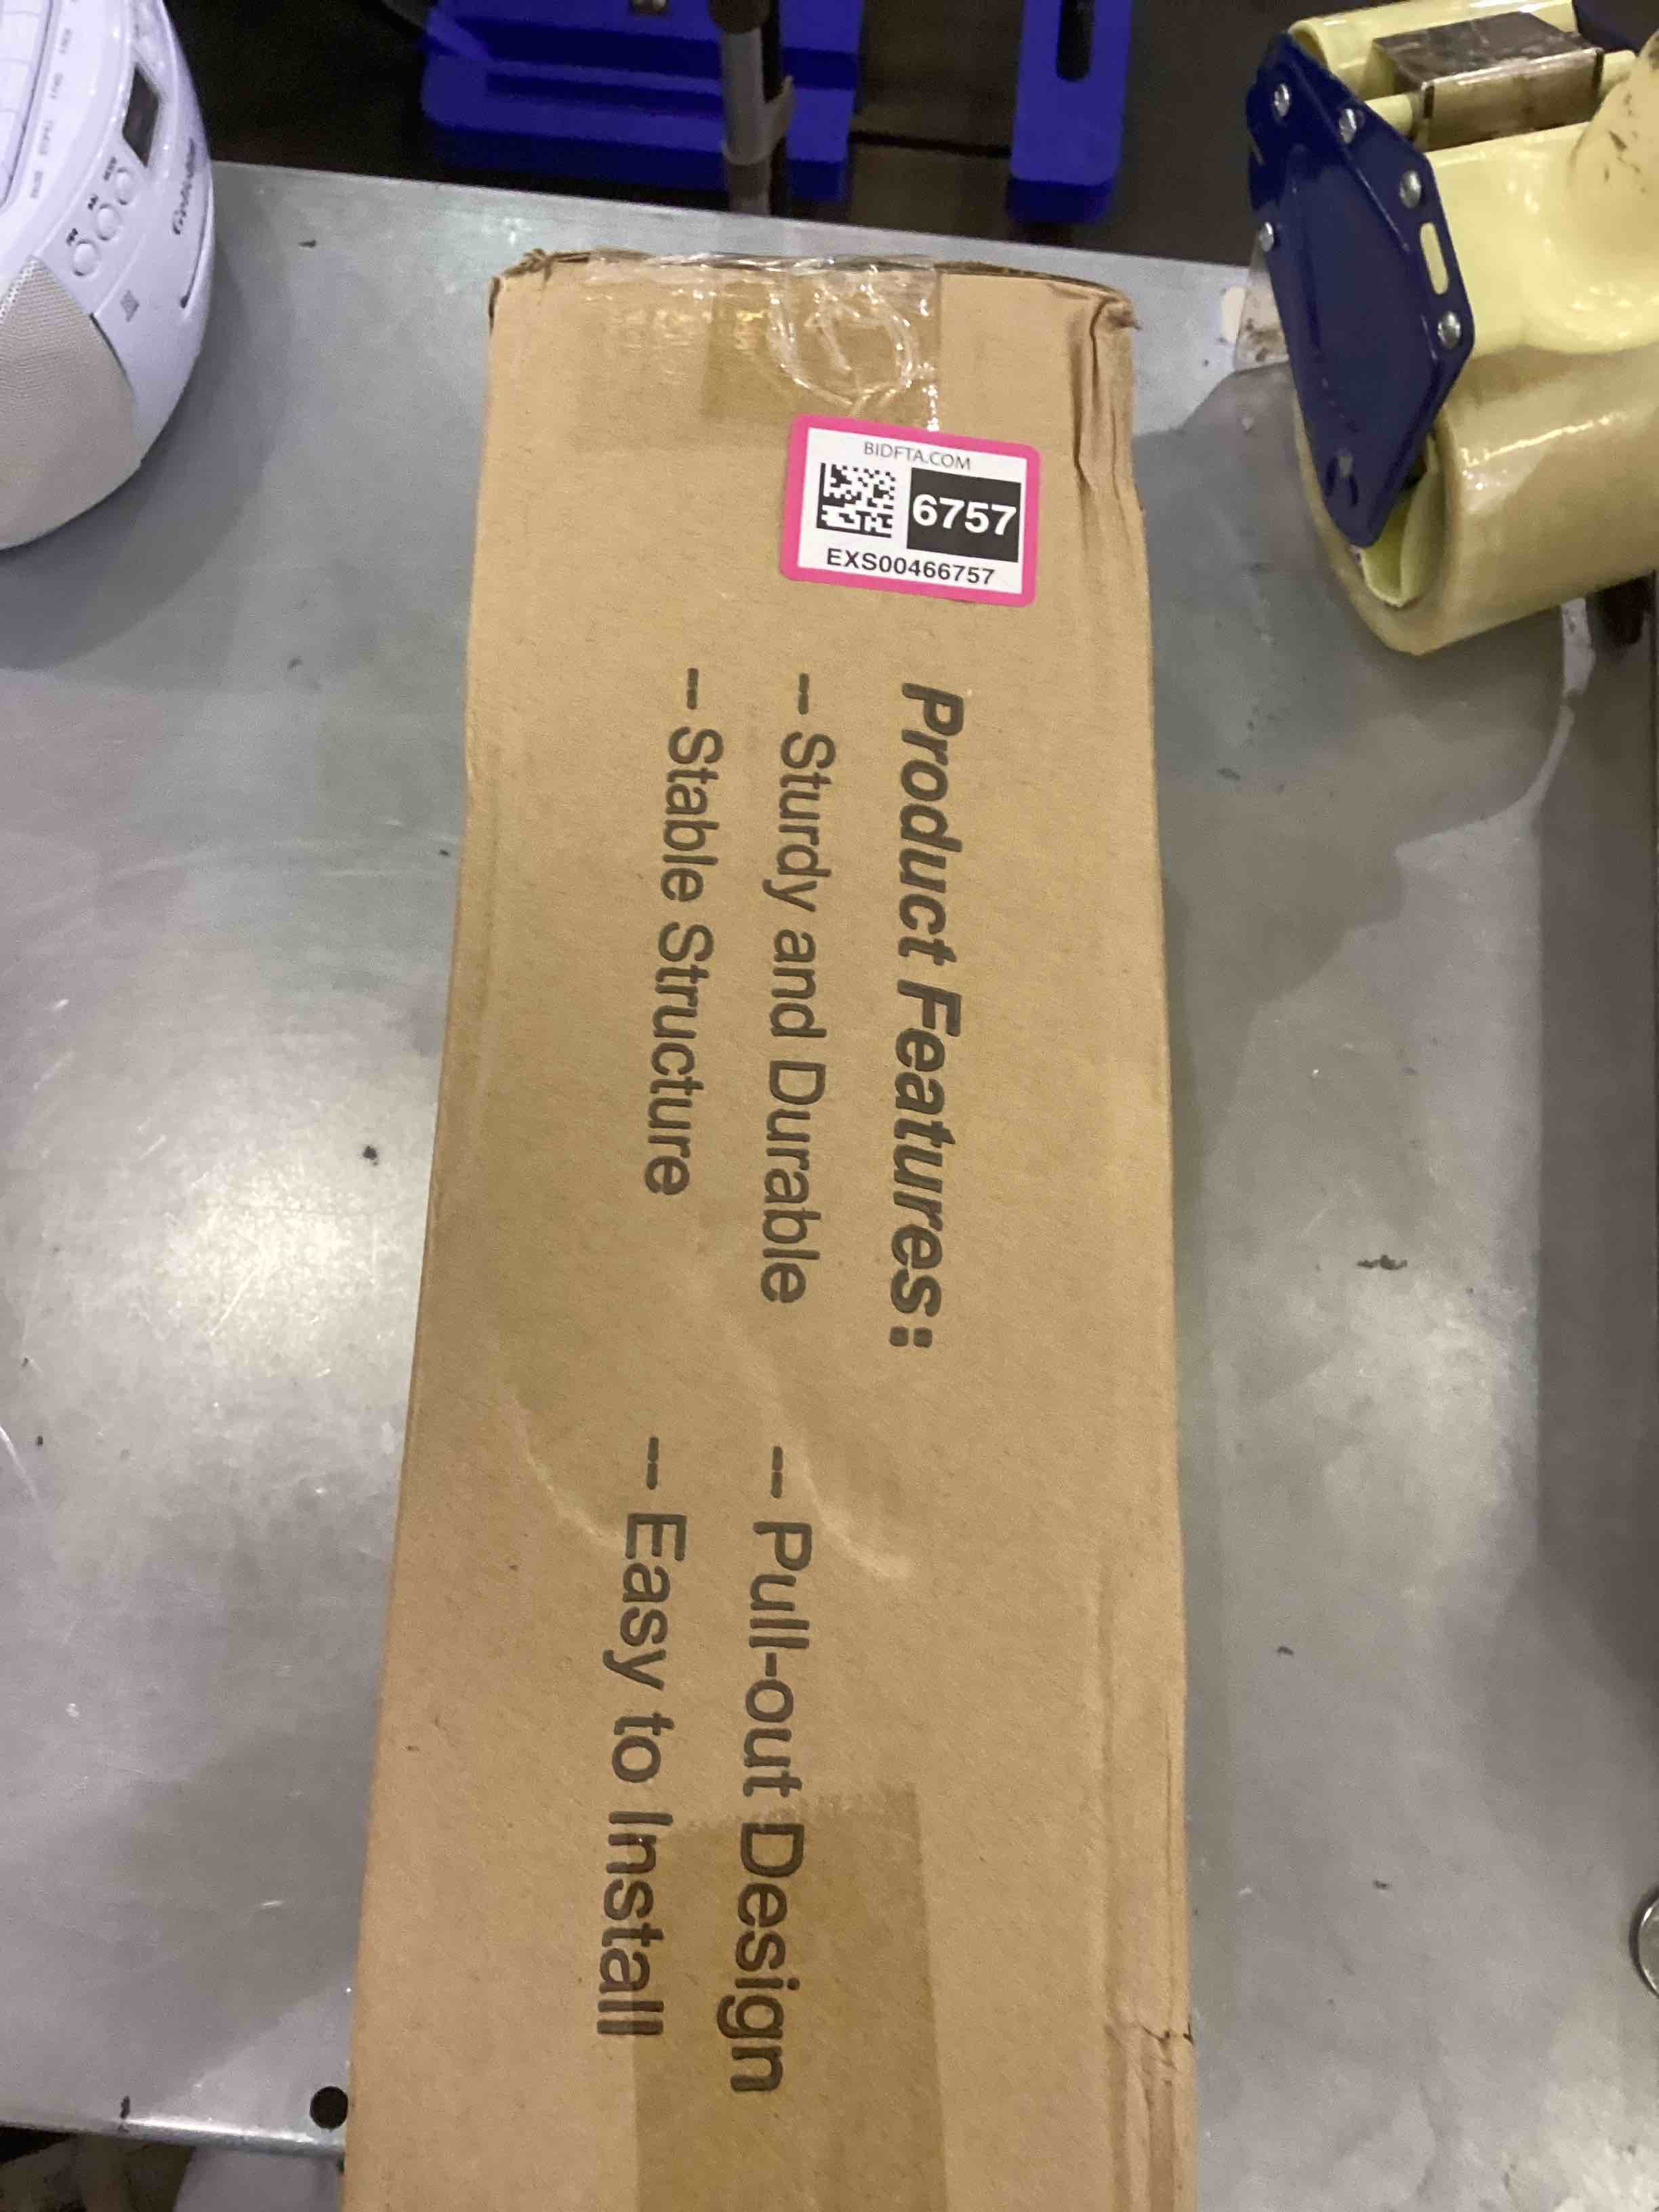 BIDFTA.COM
6757
EXS00466757
Product Features:
-- Sturdy and Durable
-- Pull-out Design
-- Stable Structure
-- Easy to Install